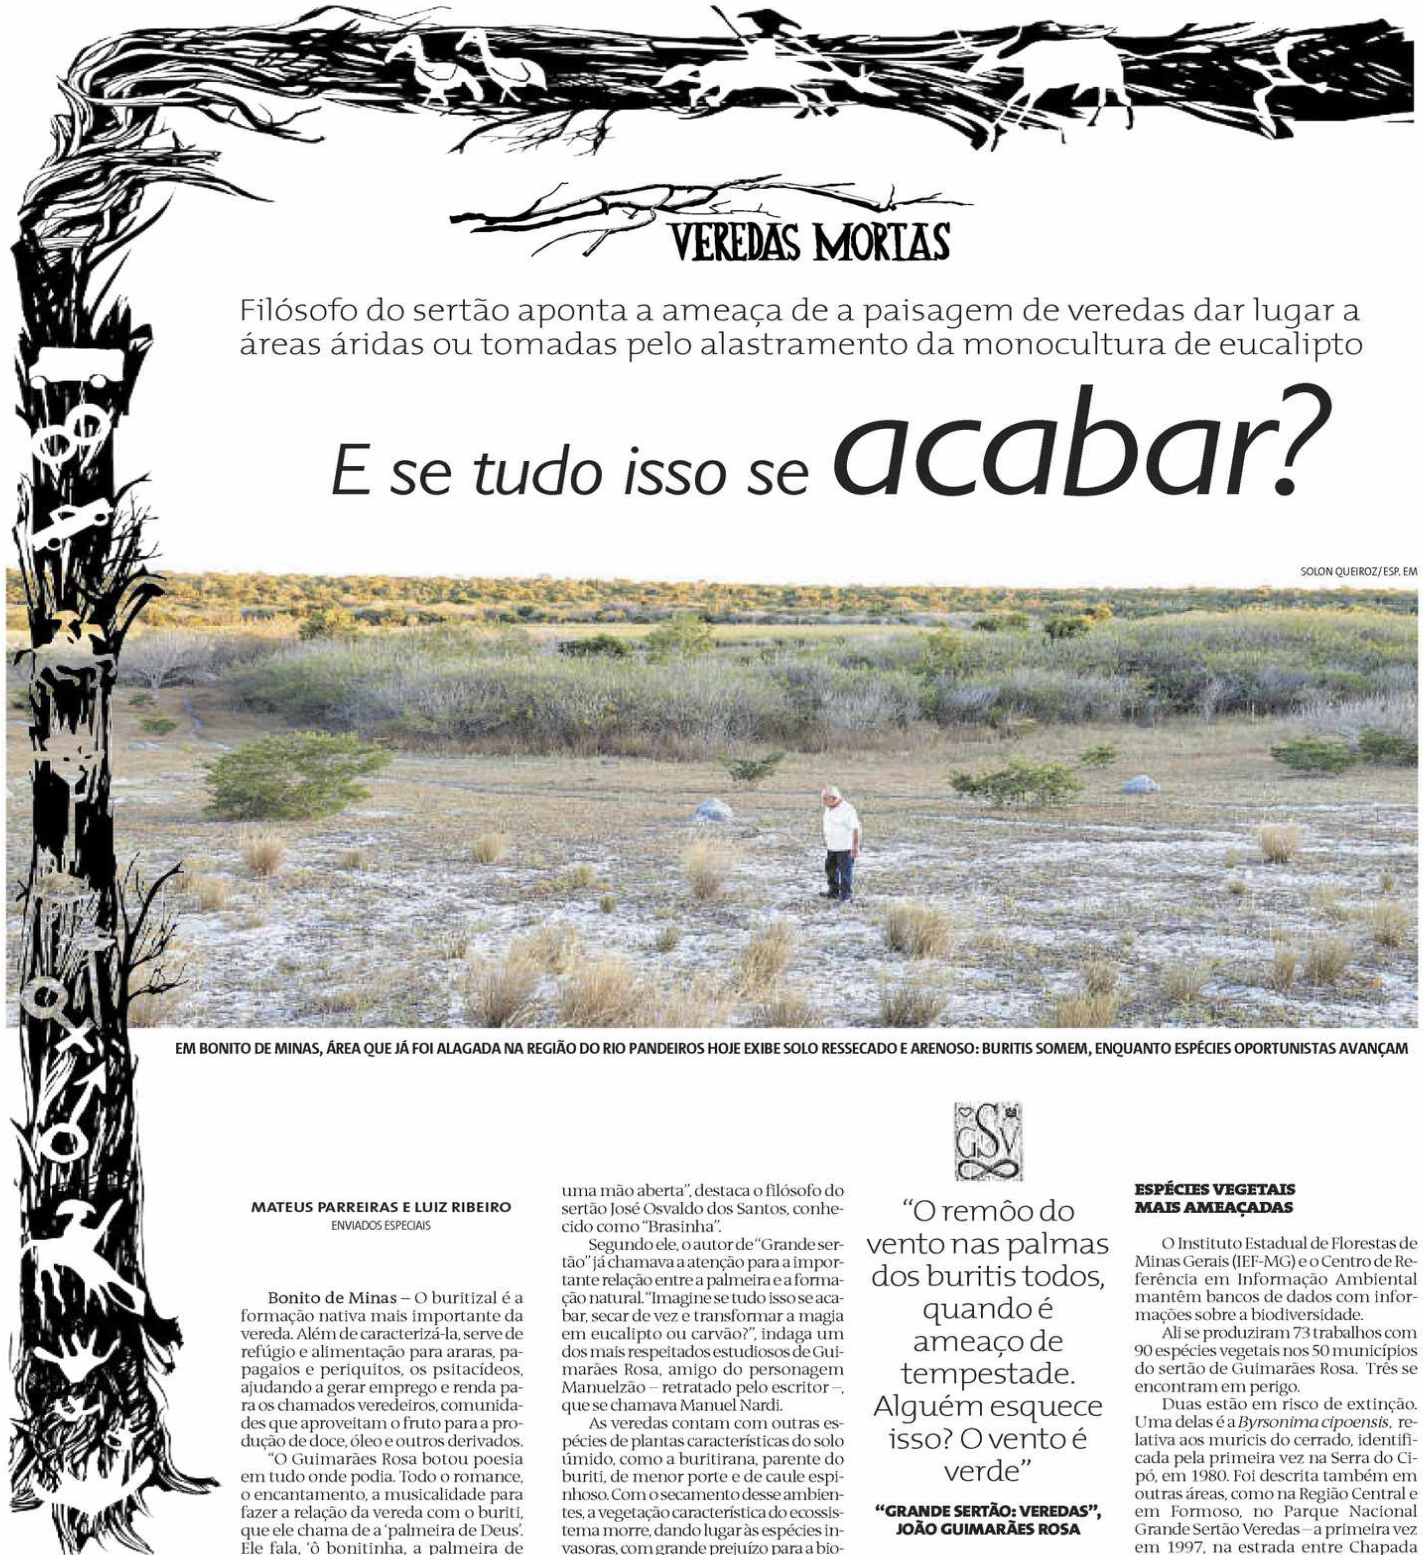 VEREDAS MORTAS
Filósofo do sertão aponta a ameaça de a paisagem de veredas dar lugar a
áreas áridas ou tomadas pelo alastramento da monocultura de eucalipto
E se tudo isso se acabar?
SOLON QUEIROZ/ESP. EM
EM BONITO DE MINAS, ÁREA QUE JÁ FOI ALAGADA NA REGIÃO DO RIO PANDEIROS HOJE EXIBE SOLO RESSECADO E ARENOSO: BURITIS SOMEM, ENQUANTO ESPÉCIES OPORTUNISTAS AVANÇAM
MATEUS PARREIRAS E LUIZ RIBEIRO
ENVIADOS ESPECIAIS
Bonito de Minas – O buritizal é a
formação nativa mais importante da
vereda. Além de caracterizá-la, serve de
refúgio e alimentação para araras, pa-
pagaios e periquitos, os psitacídeos,
ajudando a gerar emprego e renda pa-
ra os chamados veredeiros, comunida-
des que aproveitam o fruto para a pro-
dução de doce, óleo e outros derivados.
“O Guimarães Rosa botou poesia
em tudo onde podia. Todo o romance,
o encantamento, a musicalidade para
fazer a relação da vereda com o buriti,
que ele chama de a ‘palmeira de Deus’.
Ele fala, ‘ô bonitinha, a palmeira de
uma mão aberta”, destaca o filósofo do
sertão José Osvaldo dos Santos, conhe-
cido como “Brasinha”.
Segundo ele, o autor de “Grande ser-
tão” já chamava a atenção para a impor-
tante relação entre a palmeira e a forma-
ção natural. “Imagine se tudo isso se aca-
bar, secar de vez e transformar a magia
em eucalipto ou carvão?”, indaga um
dos mais respeitados estudiosos de Gui-
marães Rosa, amigo do personagem
Manuelzão – retratado pelo escritor –,
que se chamava Manuel Nardi.
As veredas contam com outras es-
pécies de plantas características do solo
úmido, como a buritirana, parente do
buriti, de menor porte e de caule espi-
nhoso. Com o secamento desse ambien-
tes, a vegetação característica do ecossis-
tema morre, dando lugar às espécies in-
vasoras, com grande prejuízo para a bio-
GSV
“O remôo do
vento nas palmas
dos buritis todos,
quando é
ameaço de
tempestade.
Alguém esquece
isso? O vento é
verde”
“GRANDE SERTÃO: VEREDAS”,
JOÃO GUIMARÃES ROSA
ESPÉCIES VEGETAIS
MAIS AMEAÇADAS
O Instituto Estadual de Florestas de
Minas Gerais (IEF-MG) e o Centro de Re-
ferência em Informação Ambiental
mantêm bancos de dados com infor-
mações sobre a biodiversidade.
Ali se produziram 73 trabalhos com
90 espécies vegetais nos 50 municípios
do sertão de Guimarães Rosa. Três se
encontram em perigo.
Duas estão em risco de extinção.
Uma delas é a Byrsonima cipoensis, re-
lativa aos muricis do cerrado, identifi-
cada pela primeira vez na Serra do Ci-
pó, em 1980. Foi descrita também em
outras áreas, como na Região Central e
em Formoso, no Parque Nacional
Grande Sertão Veredas – a primeira vez
em 1997, na estrada entre Chapada